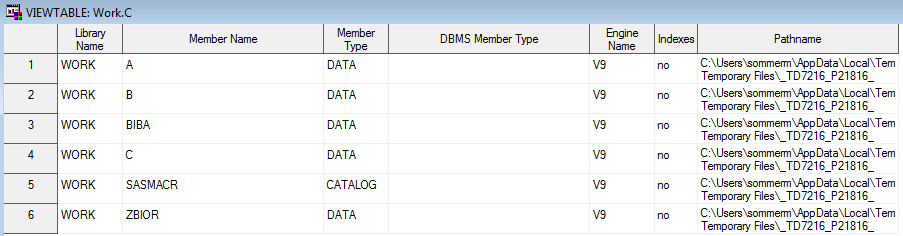 VIEWTABLE: Work.C
Library Name Member Name Member Type DBMS Member Type Engine Name Indexes Pathname
1 WORK A DATA V9 no C:\Users\sommerm\AppData\Local\Tem
Temporary Files\_TD7216_P21816_
2 WORK B DATA V9 no C:\Users\sommerm\AppData\Local\Tem
Temporary Files\_TD7216_P21816_
3 WORK BIBA DATA V9 no C:\Users\sommerm\AppData\Local\Tem
Temporary Files\_TD7216_P21816_
4 WORK C DATA V9 no C:\Users\sommerm\AppData\Local\Tem
Temporary Files\_TD7216_P21816_
5 WORK SASMACR CATALOG V9 no C:\Users\sommerm\AppData\Local\Tem
Temporary Files\_TD7216_P21816_
6 WORK ZBIOR DATA V9 no C:\Users\sommerm\AppData\Local\Tem
Temporary Files\_TD7216_P21816_